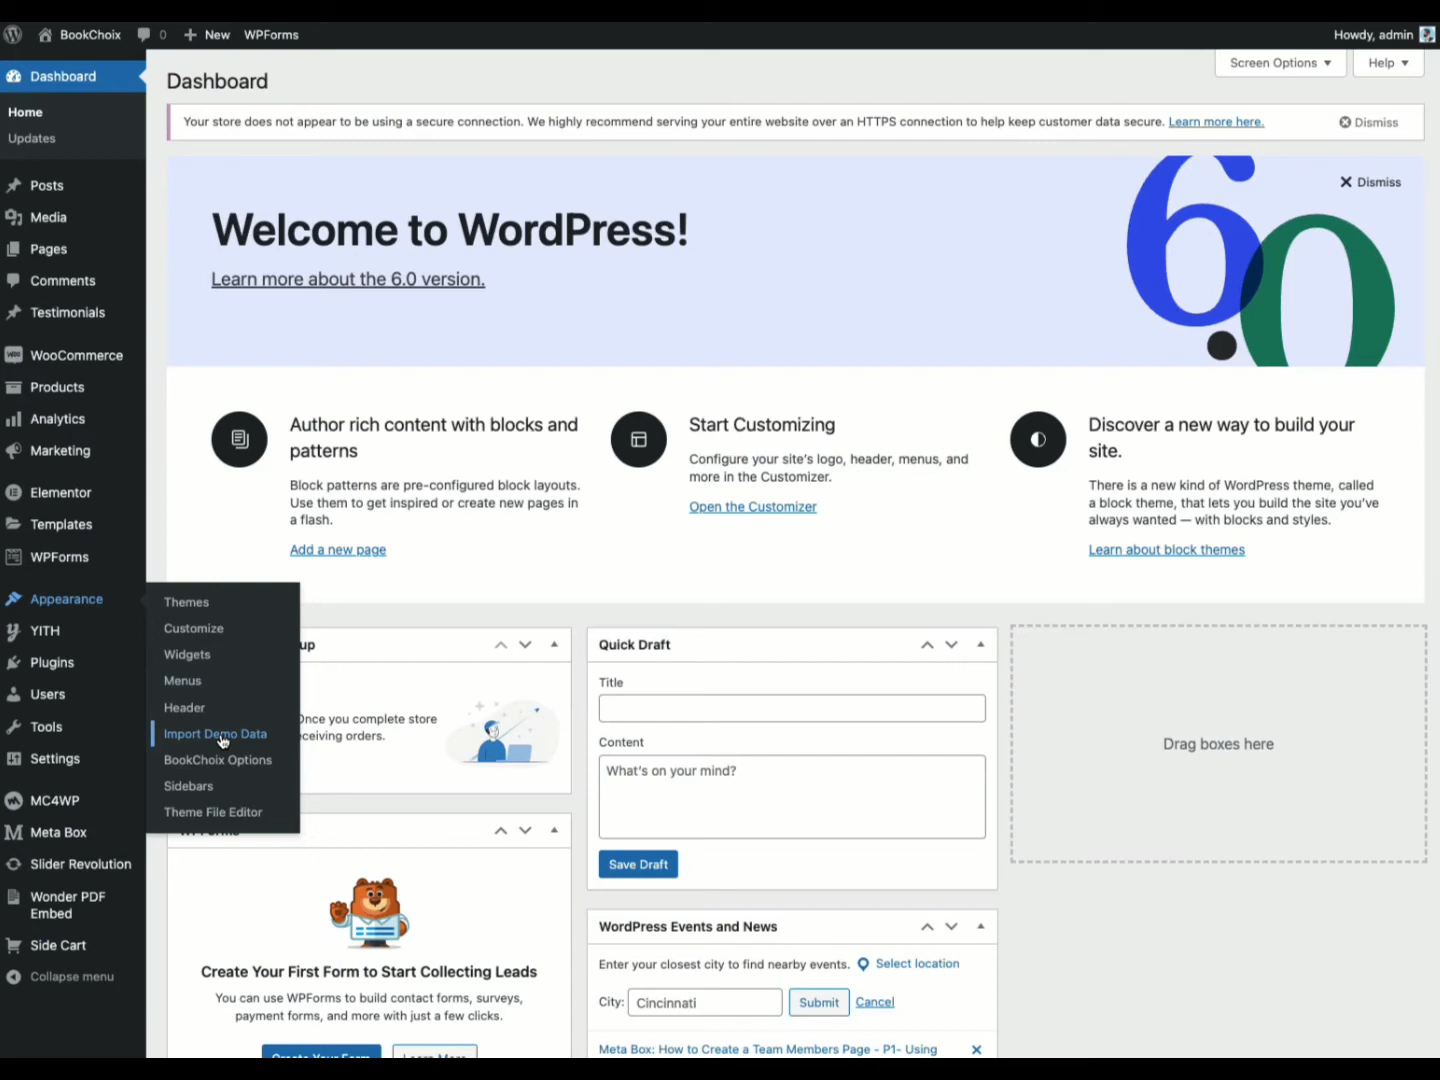 BookChoix
0
New
WPForms
Howdy, admin
Dashboard
Home
Updates
Posts
Media
Pages
Comments
Testimonials
WooCommerce
Products
Analytics
Marketing
Elementor
Templates
WPForms
Appearance
YITH
Plugins
Users
Tools
Settings
MC4WP
Meta Box
Slider Revolution
Wonder PDF
Embed
Side Cart
Collapse menu
Themes
Customize
Widgets
Menus
Header
Import Demo Data
BookChoix Options
Sidebars
Theme File Editor
Screen Options
Help
Dashboard
Your store does not appear to be using a secure connection. We highly recommend serving your entire website over an HTTPS connection to help keep customer data secure. Learn more here.
Dismiss
Welcome to WordPress!
Learn more about the 6.0 version.
6.0
Dismiss
Author rich content with blocks and
patterns
Block patterns are pre-configured block layouts.
Use them to get inspired or create new pages in
a flash.
Add a new page
Start Customizing
Configure your site's logo, header, menus, and
more in the Customizer.
Open the Customizer
Discover a new way to build your
site.
There is a new kind of WordPress theme, called
a block theme, that lets you build the site you've
always wanted — with blocks and styles.
Learn about block themes
up
Once you complete store
ceiving orders.
WPForms
Create Your First Form to Start Collecting Leads
You can use WPForms to build contact forms, surveys,
payment forms, and more with just a few clicks.
Create Your Form
Learn More
Quick Draft
Title
Content
What's on your mind?
Save Draft
WordPress Events and News
Enter your closest city to find nearby events.
Select location
City:
Cincinnati
Submit
Cancel
Meta Box: How to Create a Team Members Page - P1- Using
Drag boxes here